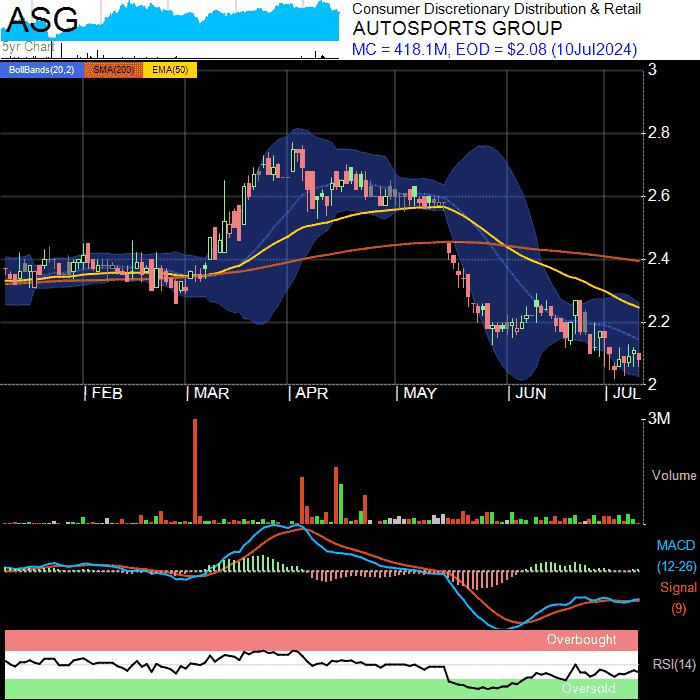 ASG
5yr Chart
Consumer Discretionary Distribution & Retail
AUTOSPORTS GROUP
MC = 418.1M, EOD = $2.08 (10Jul2024)
BollBands(20,2) SMA(200) EMA(50)
3
2.8
2.6
2.4
2.2
2
| FEB | MAR | APR | MAY | JUN | JUL
3M
Volume
MACD
(12-26)
Signal
(9)
Overbought
RSI(14)
Oversold